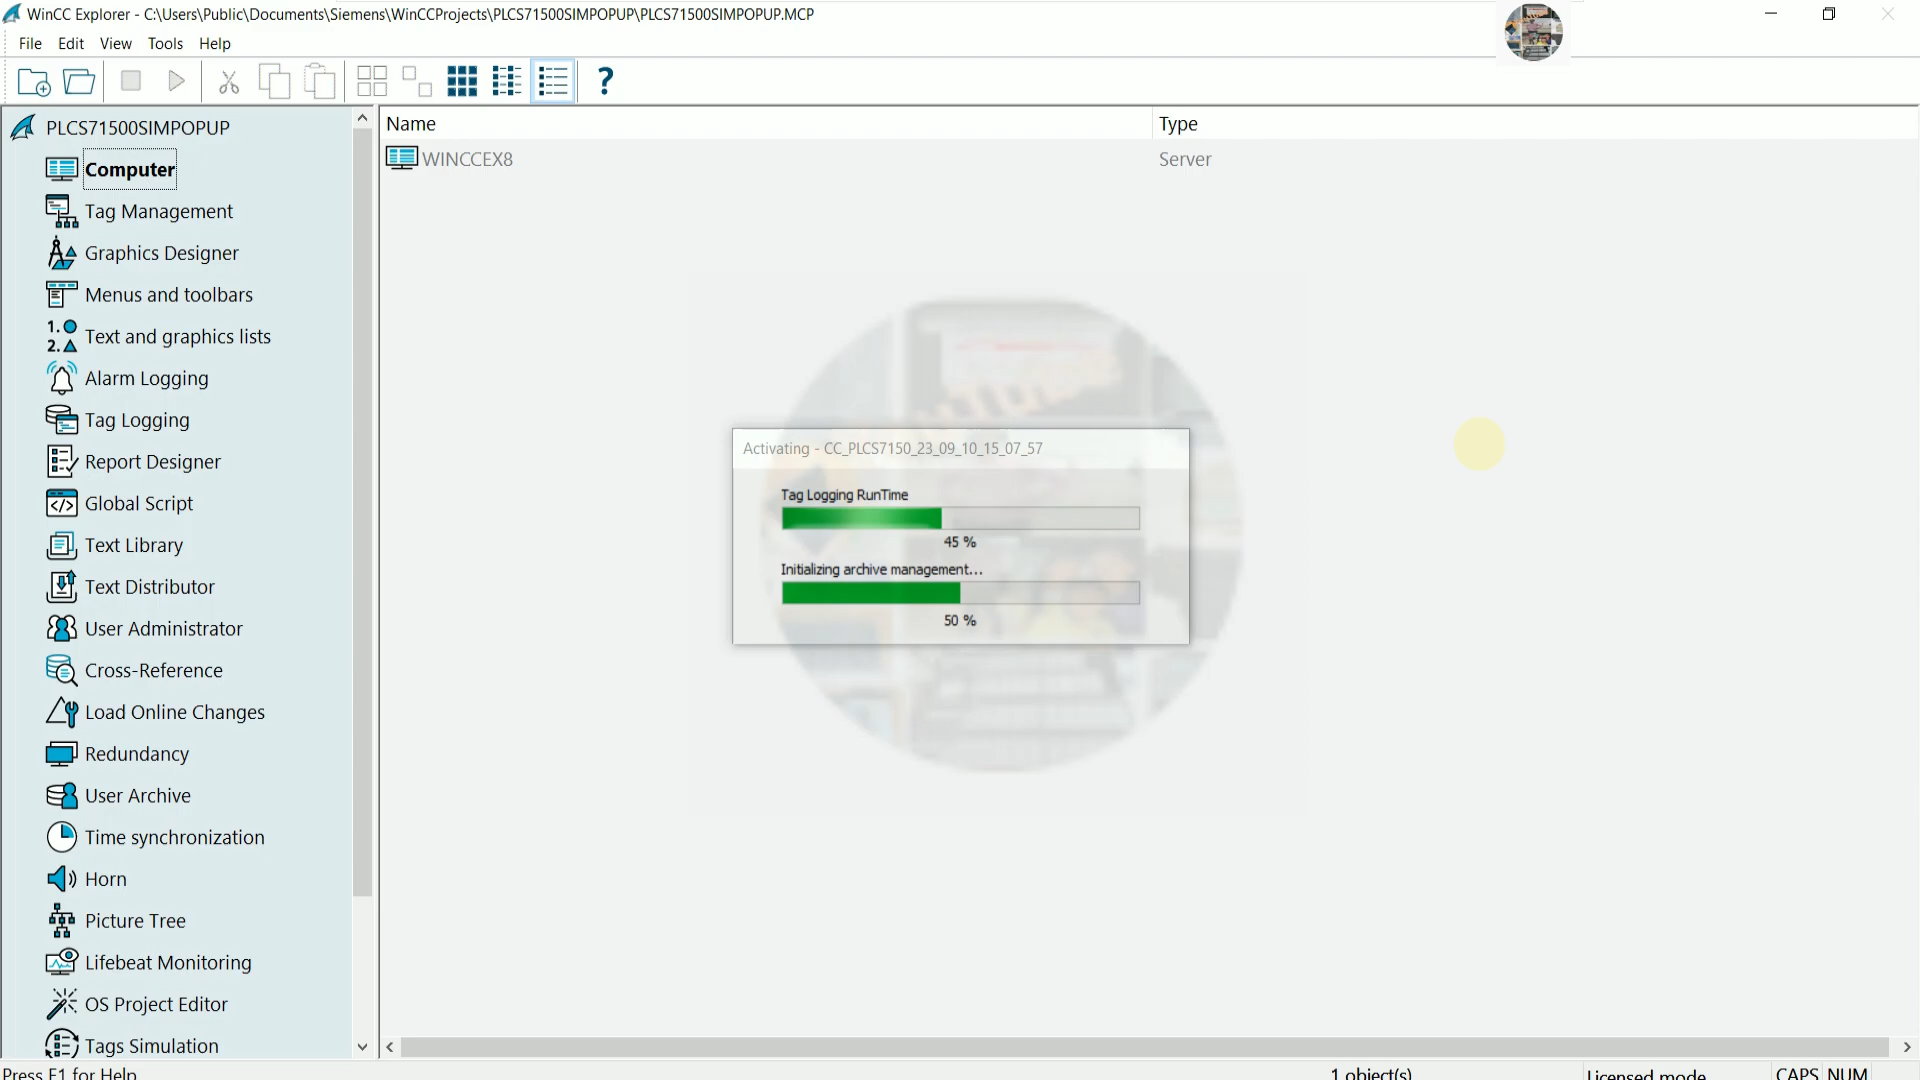 WinCC Explorer - C:\Users\Public\Documents\Siemens\WinCCProjects\PLCS71500SIMPOPUP\PLCS71500SIMPOPUP.MCP
File Edit View Tools Help
PLCS71500SIMPOPUP
Computer
Tag Management
Graphics Designer
Menus and toolbars
1.
2.
Text and graphics lists
Alarm Logging
Tag Logging
Report Designer
Global Script
Text Library
Text Distributor
User Administrator
Cross-Reference
Load Online Changes
Redundancy
User Archive
Time synchronization
Horn
Picture Tree
Lifebeat Monitoring
OS Project Editor
Tags Simulation
Name Type
WINCCEX8 Server
Activating - CC_PLCS7150_23_09_10_15_07_57
Tag Logging RunTime
45 %
Initializing archive management...
50 %
Press F1 for Help
1 object(s) Licensed mode CAPS NUM